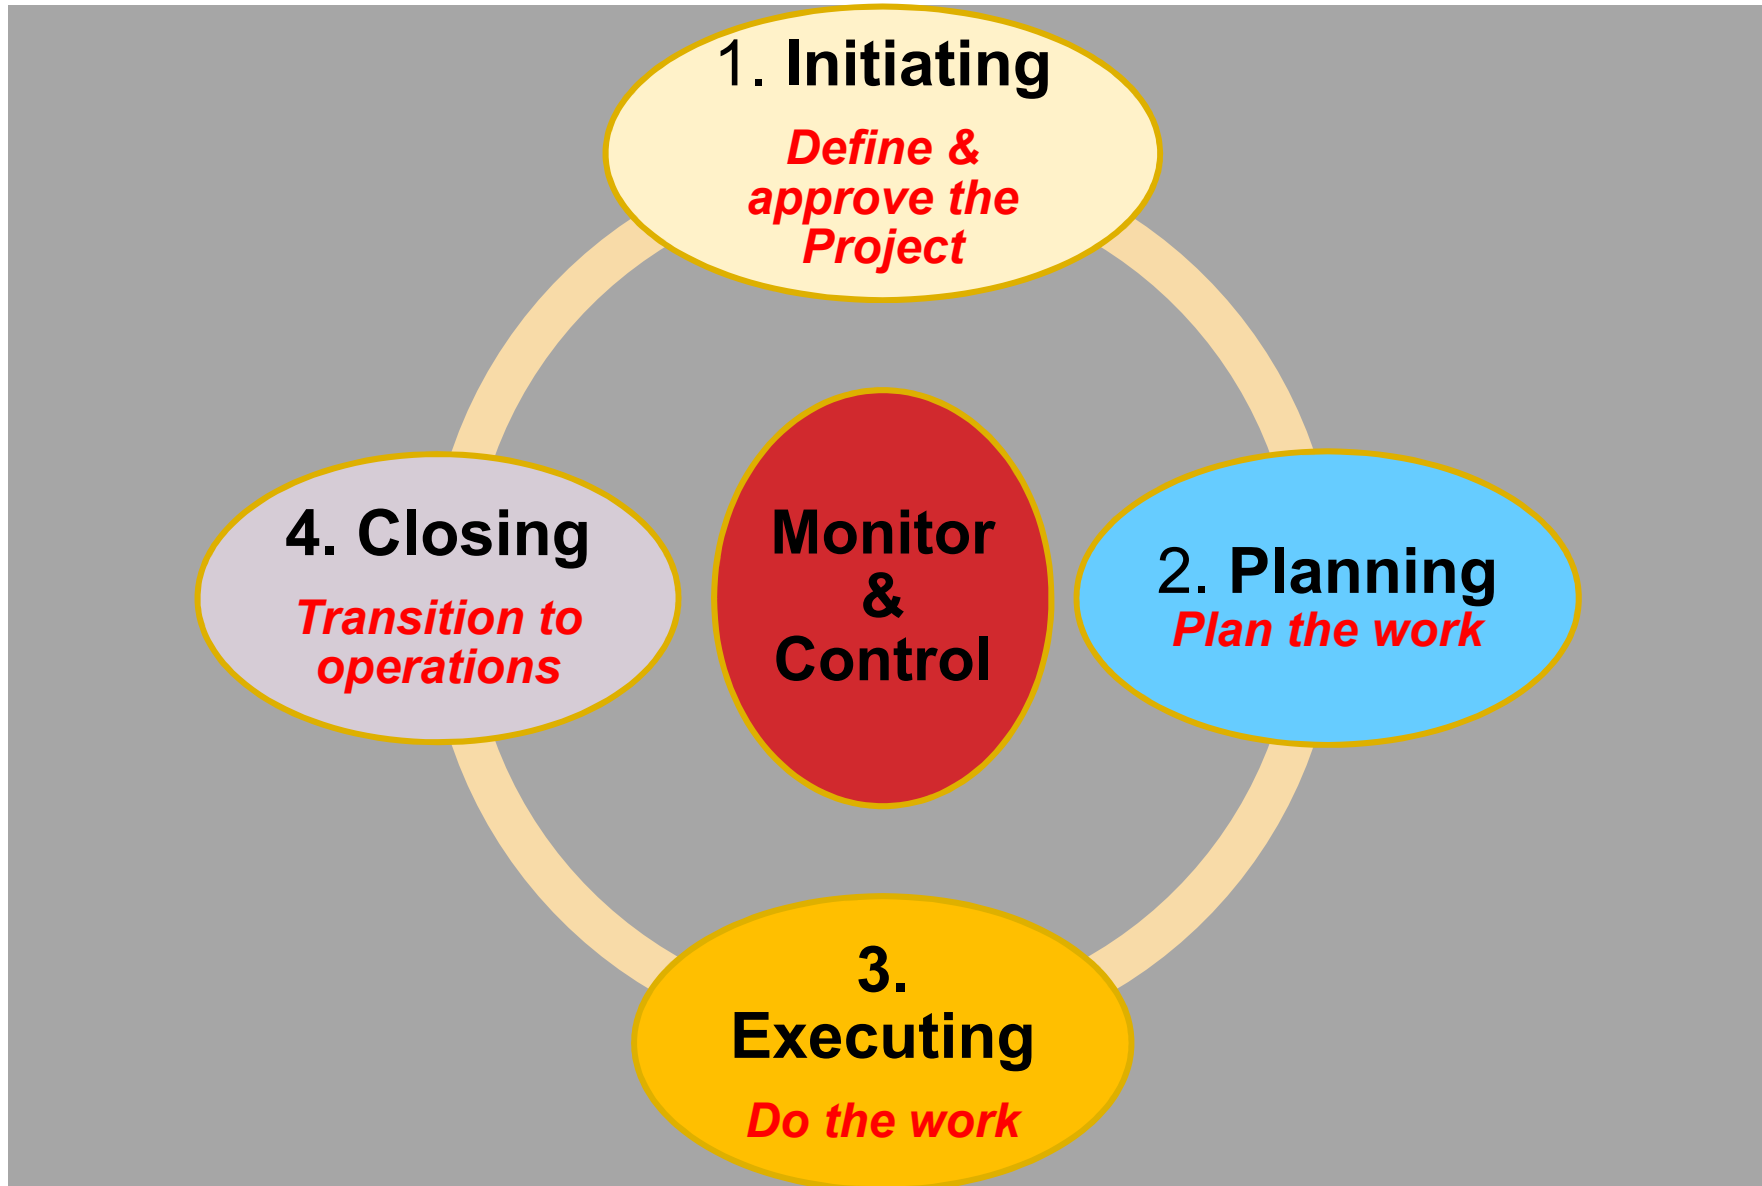 1. Initiating
Define &
approve the
Project
4. Closing
Transition to
operations
Monitor
&
Control
2. Planning
Plan the work
3.
Executing
Do the work